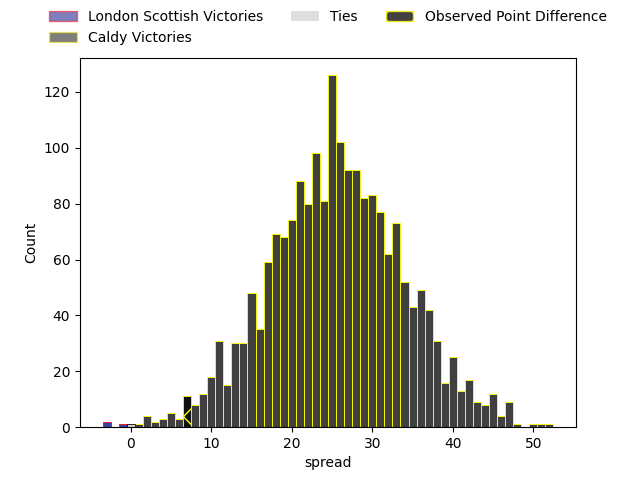 London Scottish Victories
Ties
Observed Point Difference
Caldy Victories
120
100
80
60
40
20
0
Count
0 10 20 30 40 50
spread